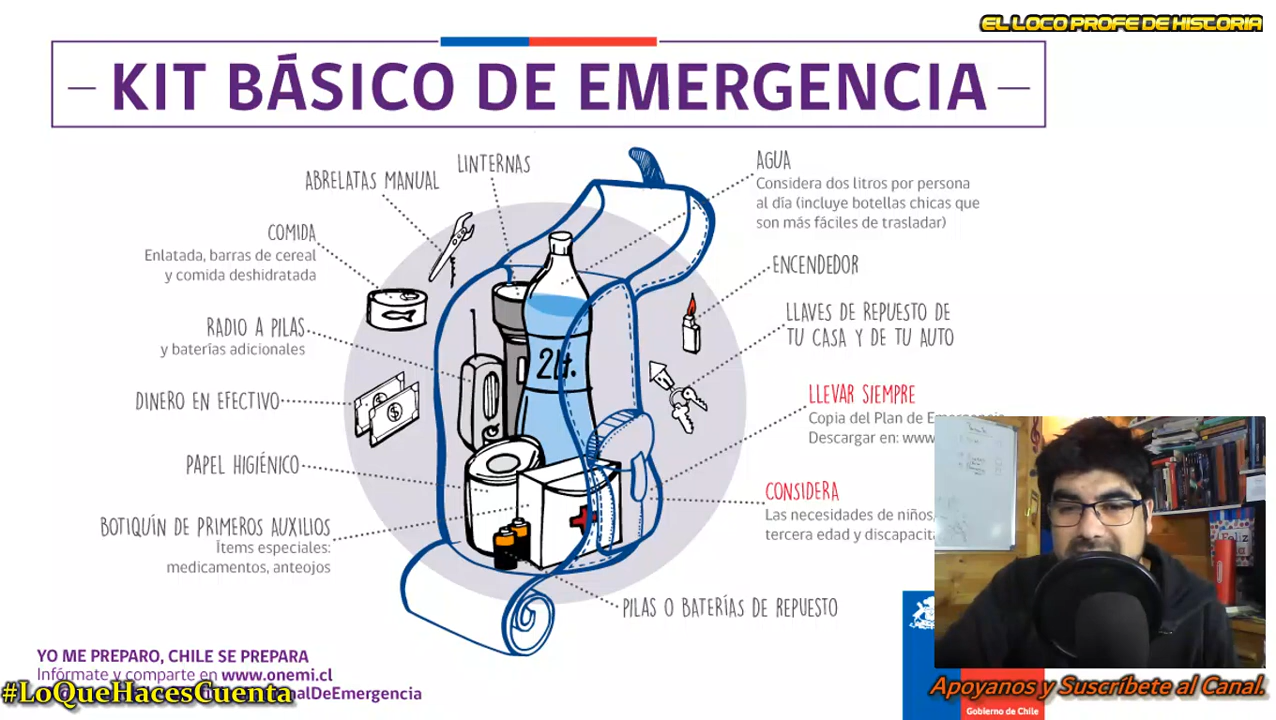 EL LOCO PROFE DE HISTORIA
KIT BÁSICO DE EMERGENCIA
LINTERNAS
ABRELATAS MANUAL
COMIDA
Enlatada, barras de cereal
y comida deshidratada
RADIO A PILAS
y baterías adicionales
DINERO EN EFECTIVO
PAPEL HIGIÉNICO
BOTIQUÍN DE PRIMEROS AUXILIOS
Ítems especiales:
medicamentos, anteojos
2Lt.
AGUA
Considera dos litros por persona
al día (incluye botellas chicas que
son más fáciles de trasladar)
ENCENDEDOR
LLAVES DE REPUESTO DE
TU CASA Y DE TU AUTO
LLEVAR SIEMPRE
Copia del Plan de Emergencia
Descargar en: www
CONSIDERA
Las necesidades de niños,
tercera edad y
PILAS O BATERÍAS DE REPUESTO
YO ME PREPARO, CHILE SE PREPARA
Infórmate y comparte en www.onemi.cl
#LoQueHacesCuenta
nalDeEmergencia
Feliz
Apoyanos y Suscríbete al Canal.
Gobierno de Chile